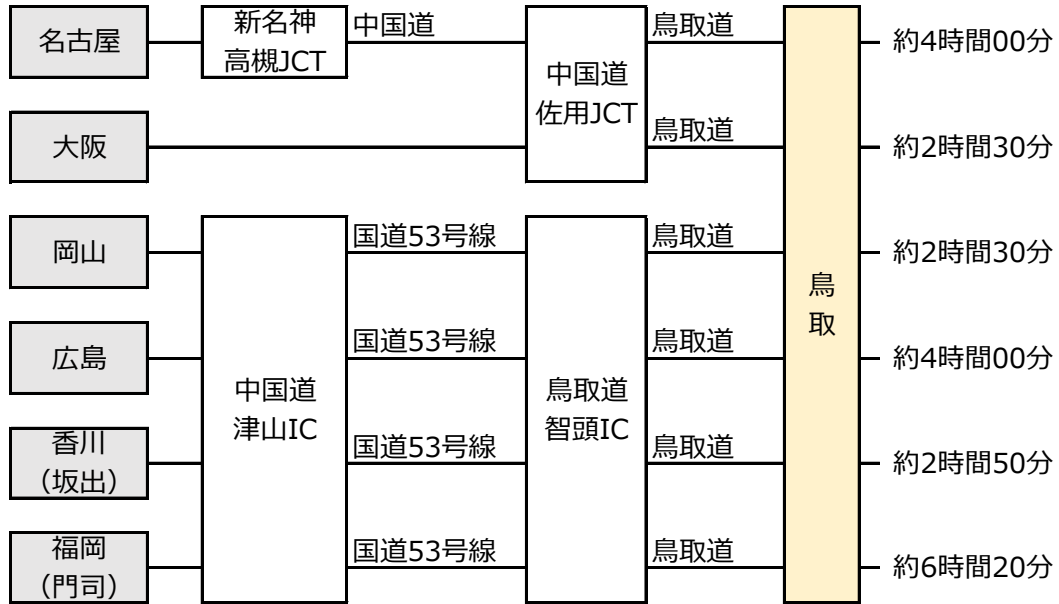 名古屋
新名神
高槻JCT
中国道
中国道
佐用JCT
鳥取道
約4時間00分
大阪
鳥取道
約2時間30分
岡山
中国道
津山IC
国道53号線
鳥取道
智頭IC
鳥取道
鳥
取
約2時間30分
広島
国道53号線
鳥取道
約4時間00分
香川
（坂出）
国道53号線
鳥取道
約2時間50分
福岡
（門司）
国道53号線
鳥取道
約6時間20分